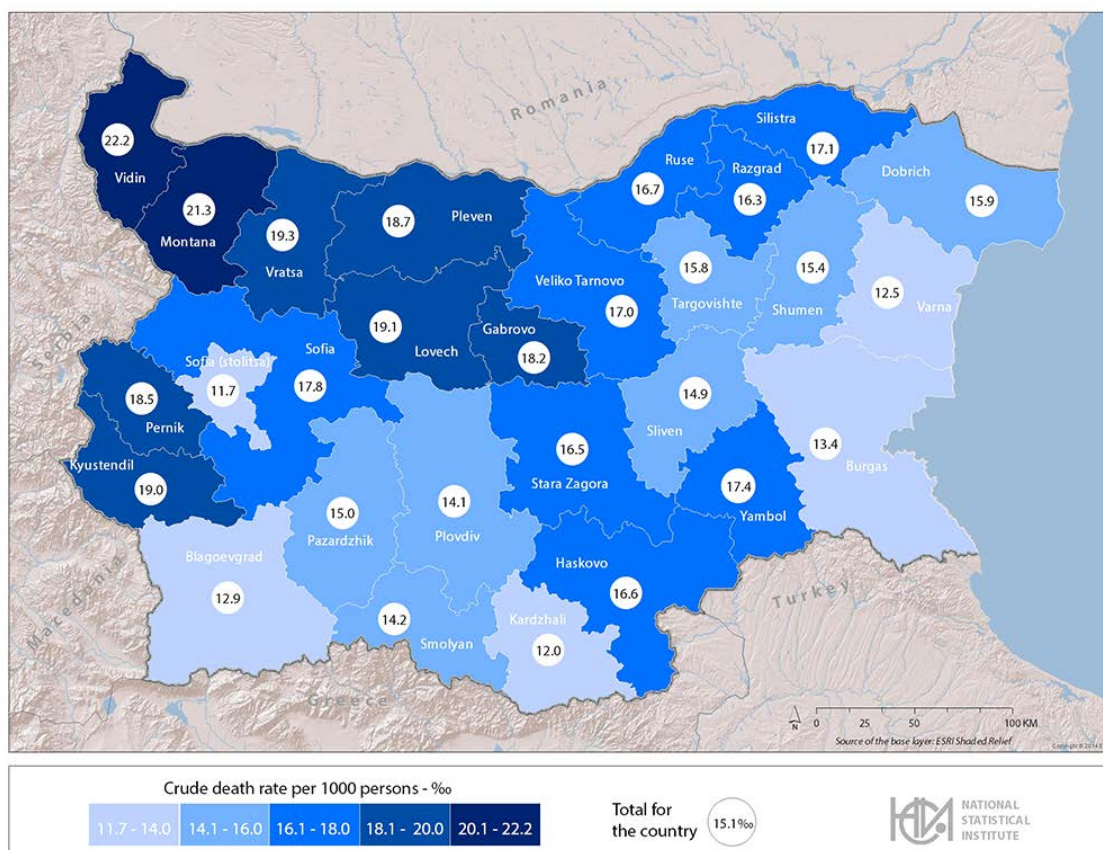 Romania
Silistra
17.1
Ruse
16.7
Razgrad
16.3
Dobrich
15.9
22.2
Vidin
21.3
Montana
19.3
Vratsa
18.7
Pleven
Veliko Tarnovo
17.0
15.8
Targovishte
15.4
Shumen
12.5
Varna
19.1
Lovech
Gabrovo
18.2
Serbia
Sofia (stolitsa)
11.7
Sofia
17.8
18.5
Pernik
14.9
Sliven
Kyustendil
19.0
16.5
Stara Zagora
13.4
Burgas
17.4
Yambol
15.0
Pazardzhik
14.1
Plovdiv
Blagoevgrad
12.9
Haskovo
16.6
Macedonia
14.2
Smolyan
Kardzhali
12.0
Turkey
Greece
N
0 50 100 KM
Source of the base layer: ESRI Shaded Relief
Crude death rate per 1000 persons - ‰
11.7 - 14.0 14.1 - 16.0 16.1 - 18.0 18.1 - 20.0 20.1 - 22.2
Total for
the country
15.1‰
НСИ
NATIONAL
STATISTICAL
INSTITUTE